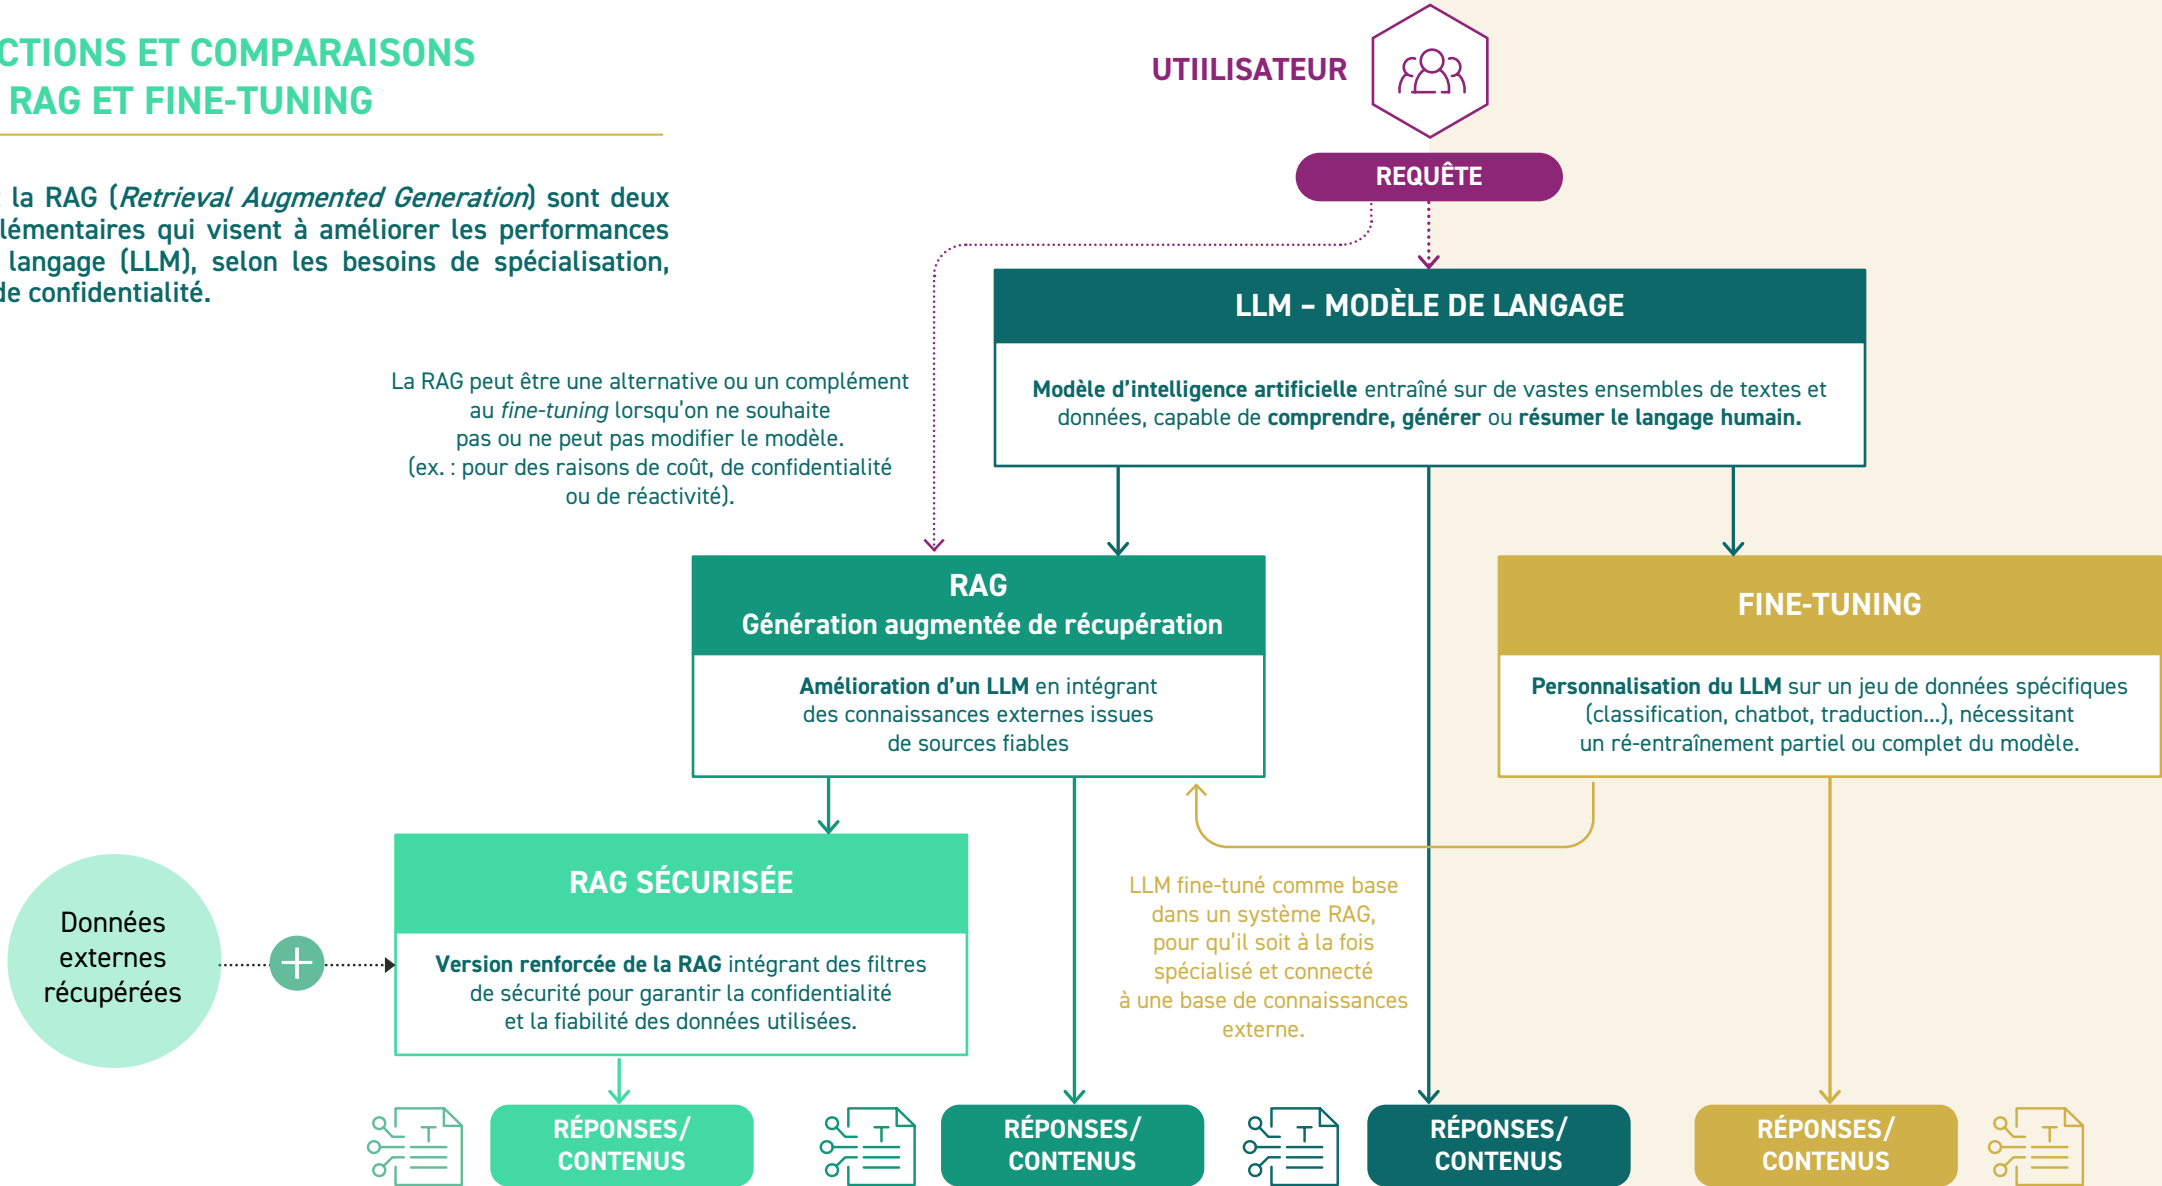 CTIONS ET COMPARAISONS
RAG ET FINE-TUNING
la RAG (Retrieval Augmented Generation) sont deux
lémentaires qui visent à améliorer les performances
langage (LLM), selon les besoins de spécialisation,
de confidentialité.
UTIILISATEUR
REQUÊTE
LLM – MODÈLE DE LANGAGE
Modèle d'intelligence artificielle entraîné sur de vastes ensembles de textes et
données, capable de comprendre, générer ou résumer le langage humain.
La RAG peut être une alternative ou un complément
au fine-tuning lorsqu'on ne souhaite
pas ou ne peut pas modifier le modèle.
(ex. : pour des raisons de coût, de confidentialité
ou de réactivité).
RAG
Génération augmentée de récupération
Amélioration d'un LLM en intégrant
des connaissances externes issues
de sources fiables
FINE-TUNING
Personnalisation du LLM sur un jeu de données spécifiques
(classification, chatbot, traduction...), nécessitant
un ré-entraînement partiel ou complet du modèle.
RAG SÉCURISÉE
Version renforcée de la RAG intégrant des filtres
de sécurité pour garantir la confidentialité
et la fiabilité des données utilisées.
Données
externes
récupérées
LLM fine-tuné comme base
dans un système RAG,
pour qu'il soit à la fois
spécialisé et connecté
à une base de connaissances
externe.
T
RÉPONSES/
CONTENUS
T
RÉPONSES/
CONTENUS
T
RÉPONSES/
CONTENUS
RÉPONSES/
CONTENUS
T